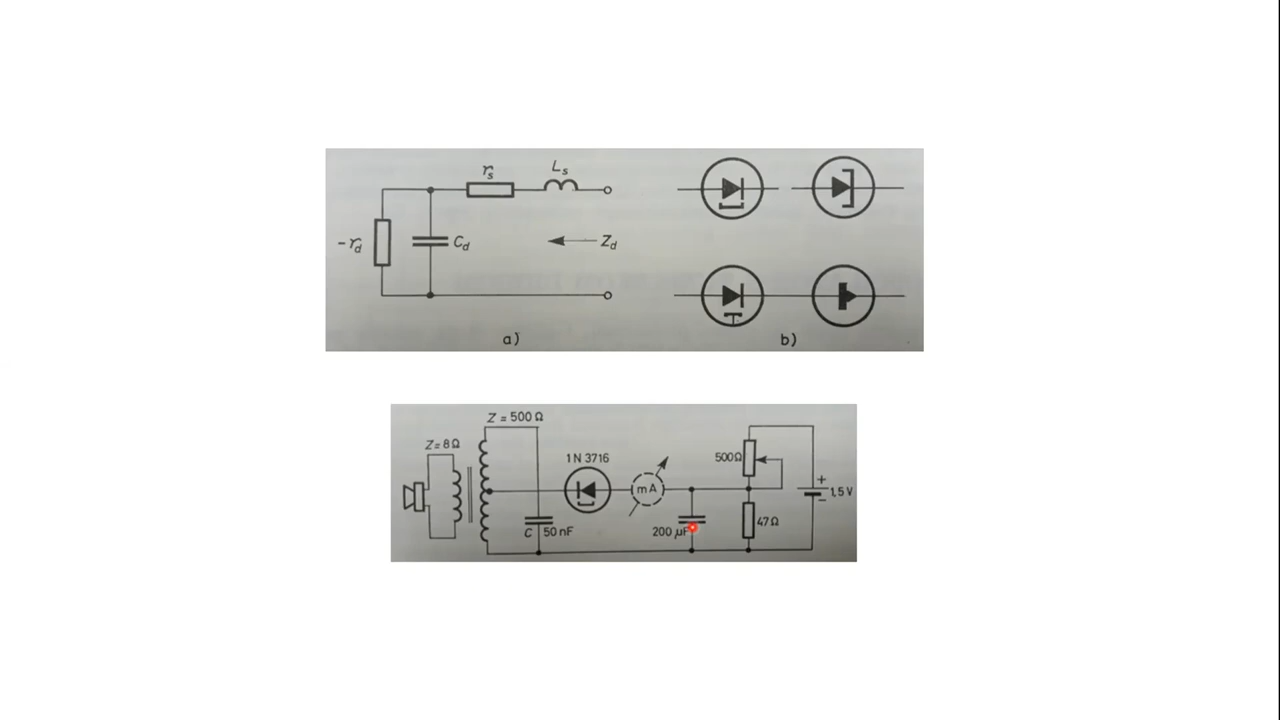 r_s
L_s
-r_d
C_d
Z_d
a)
b)
Z = 500 Ω
Z = 8 Ω
1 N 3716
500 Ω
mA
+
1,5 V
−
47 Ω
C
50 nF
200 µF